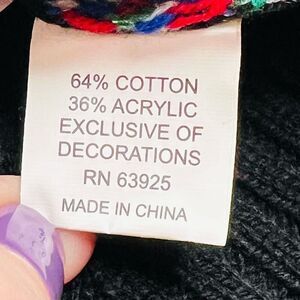 64% COTTON
36% ACRYLIC
EXCLUSIVE OF
DECORATIONS
RN 63925
MADE IN CHINA